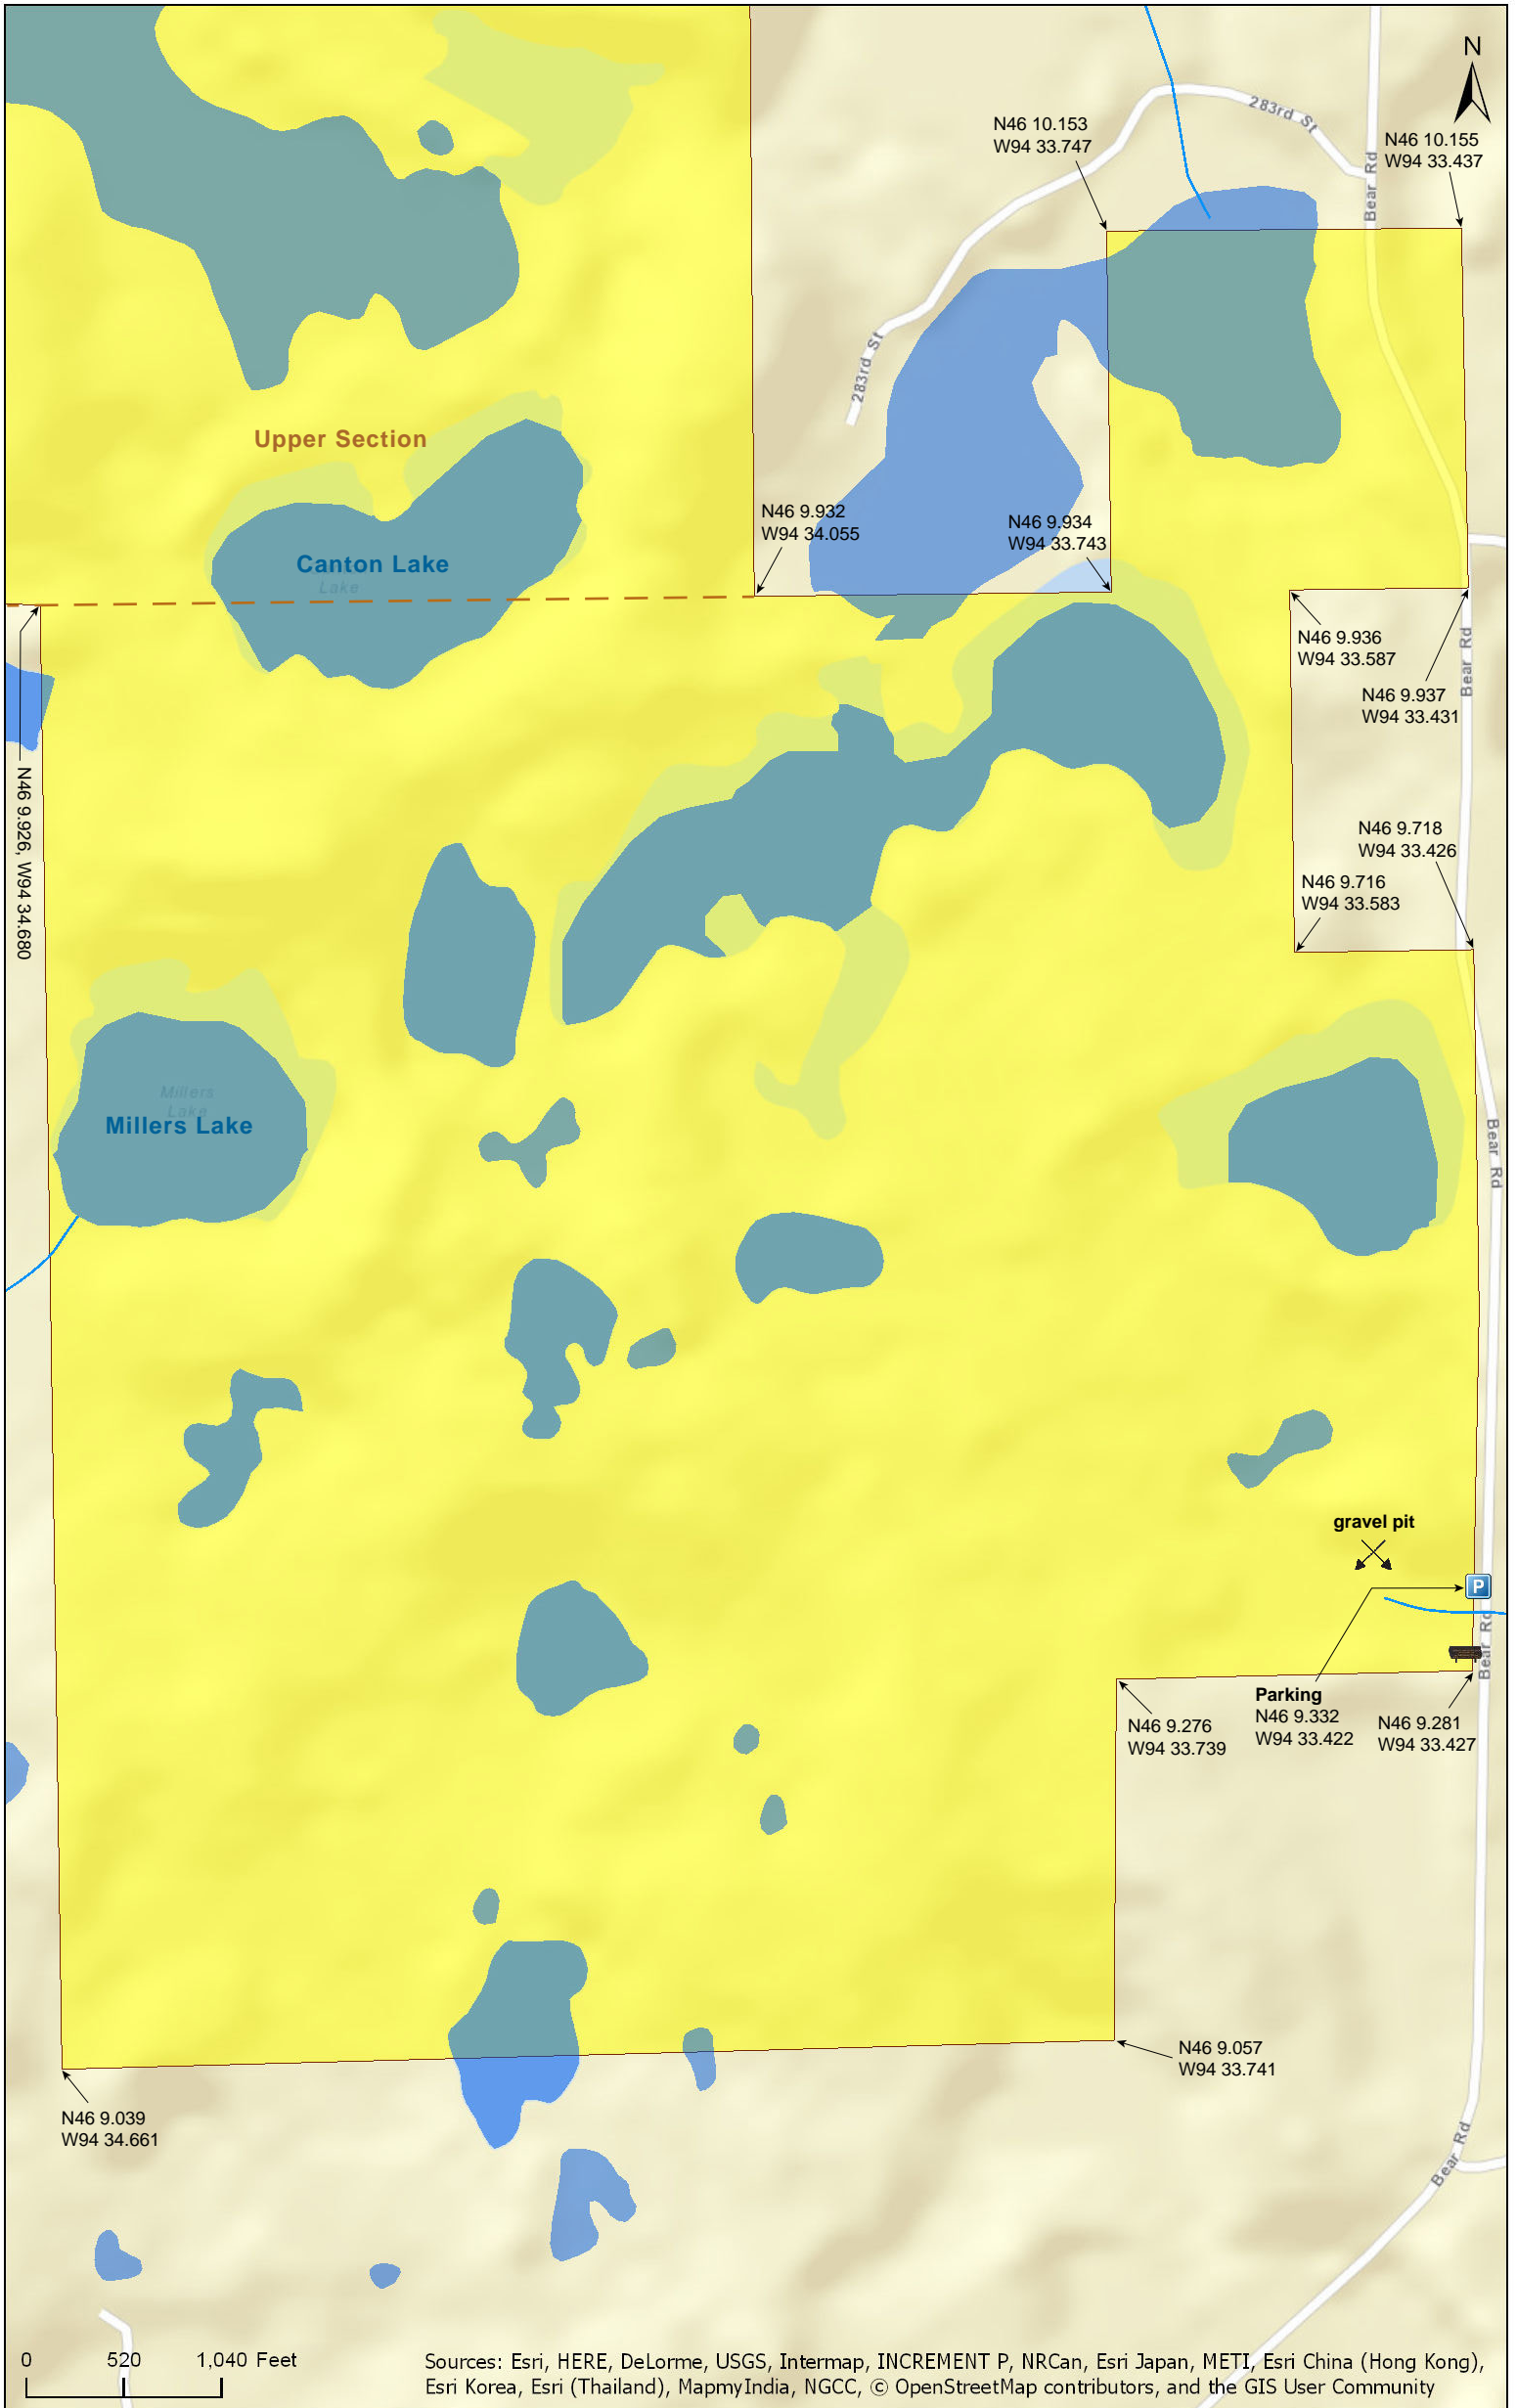 N
283rd St
N46 10.153
W94 33.747
N46 10.155
W94 33.437
Bear Rd
283rd St
Upper Section
N46 9.932
W94 34.055
N46 9.934
W94 33.743
Canton Lake
Lake
N46 9.936
W94 33.587
Bear Rd
N46 9.937
W94 33.431
N46 9.926, W94 34.680
N46 9.718
W94 33.426
N46 9.716
W94 33.583
Millers
Lake
Millers Lake
Bear Rd
gravel pit
P
Bear Rd
Parking
N46 9.332
W94 33.422
N46 9.276
W94 33.739
N46 9.281
W94 33.427
N46 9.057
W94 33.741
N46 9.039
W94 34.661
Bear Rd
0 520 1,040 Feet
Sources: Esri, HERE, DeLorme, USGS, Intermap, INCREMENT P, NRCan, Esri Japan, METI, Esri China (Hong Kong),
Esri Korea, Esri (Thailand), MapmyIndia, NGCC, © OpenStreetMap contributors, and the GIS User Community